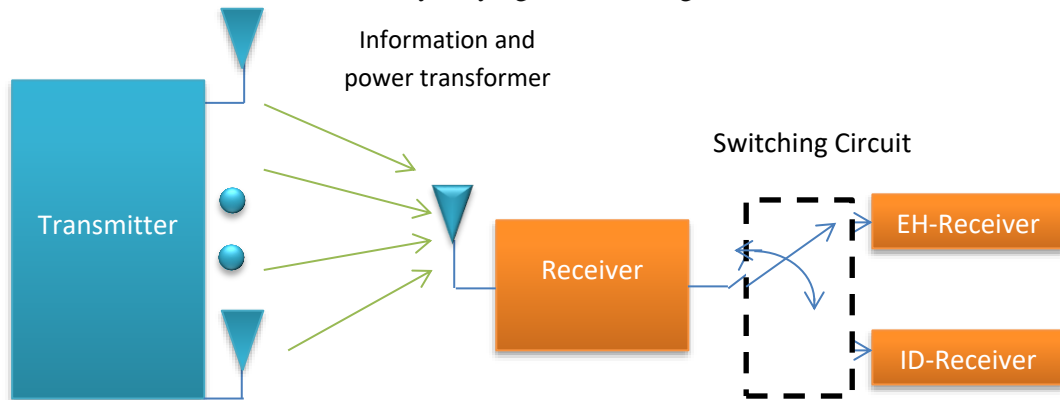 Information and
power transformer
Switching Circuit
Transmitter
Receiver
EH-Receiver
ID-Receiver